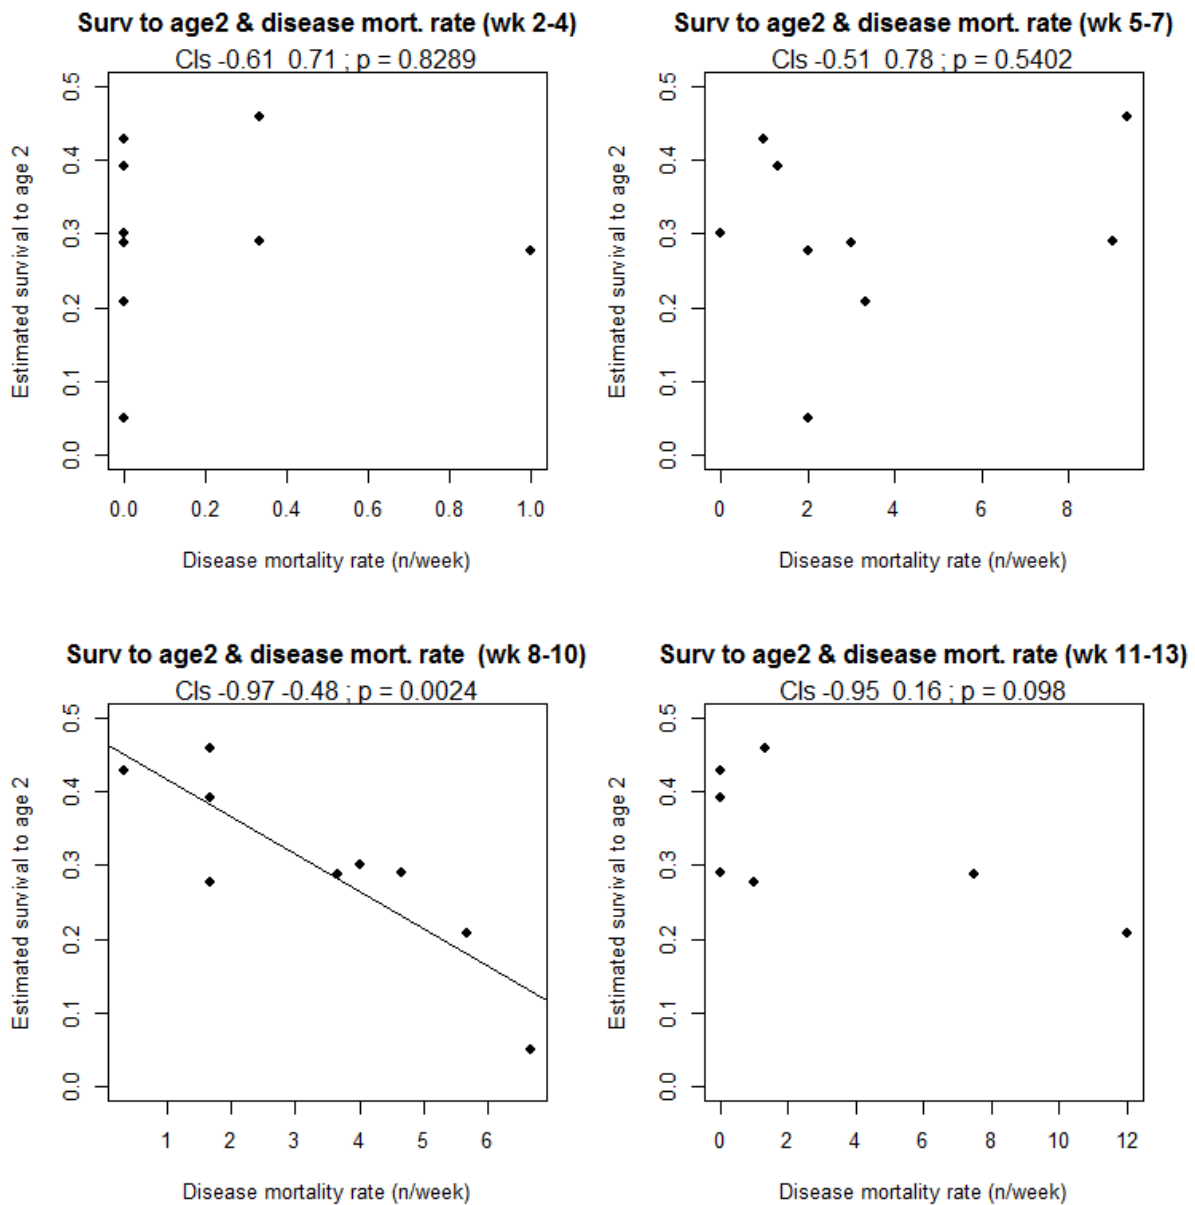 Surv to age2 & disease mort. rate (wk 2-4)
CIs -0.61  0.71 ; p = 0.8289
Estimated survival to age 2
0.5
0.4
0.3
0.2
0.1
0.0
0.0 0.2 0.4 0.6 0.8 1.0
Disease mortality rate (n/week)
Surv to age2 & disease mort. rate (wk 5-7)
CIs -0.51  0.78 ; p = 0.5402
Estimated survival to age 2
0.5
0.4
0.3
0.2
0.1
0.0
0 2 4 6 8
Disease mortality rate (n/week)
Surv to age2 & disease mort. rate  (wk 8-10)
CIs -0.97 -0.48 ; p = 0.0024
Estimated survival to age 2
0.5
0.4
0.3
0.2
0.1
0.0
1 2 3 4 5 6
Disease mortality rate (n/week)
Surv to age2 & disease mort. rate (wk 11-13)
CIs -0.95  0.16 ; p = 0.098
Estimated survival to age 2
0.5
0.4
0.3
0.2
0.1
0.0
0 2 4 6 8 10 12
Disease mortality rate (n/week)